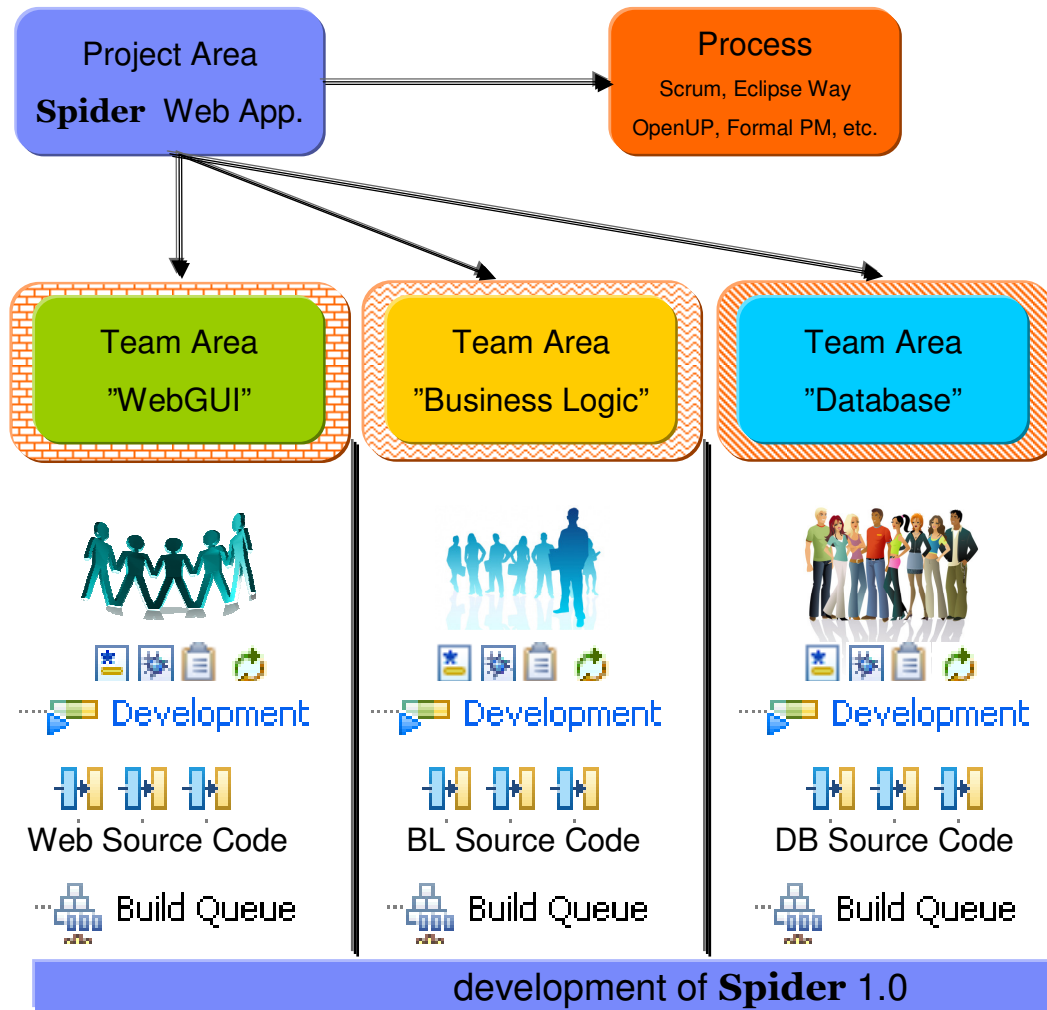 Project Area
Spider Web App.
Process
Scrum, Eclipse Way
OpenUP, Formal PM, etc.
Team Area
”WebGUI”
Team Area
”Business Logic”
Team Area
”Database”
Development
Development
Development
Web Source Code
BL Source Code
DB Source Code
Build Queue
Build Queue
Build Queue
development of Spider 1.0